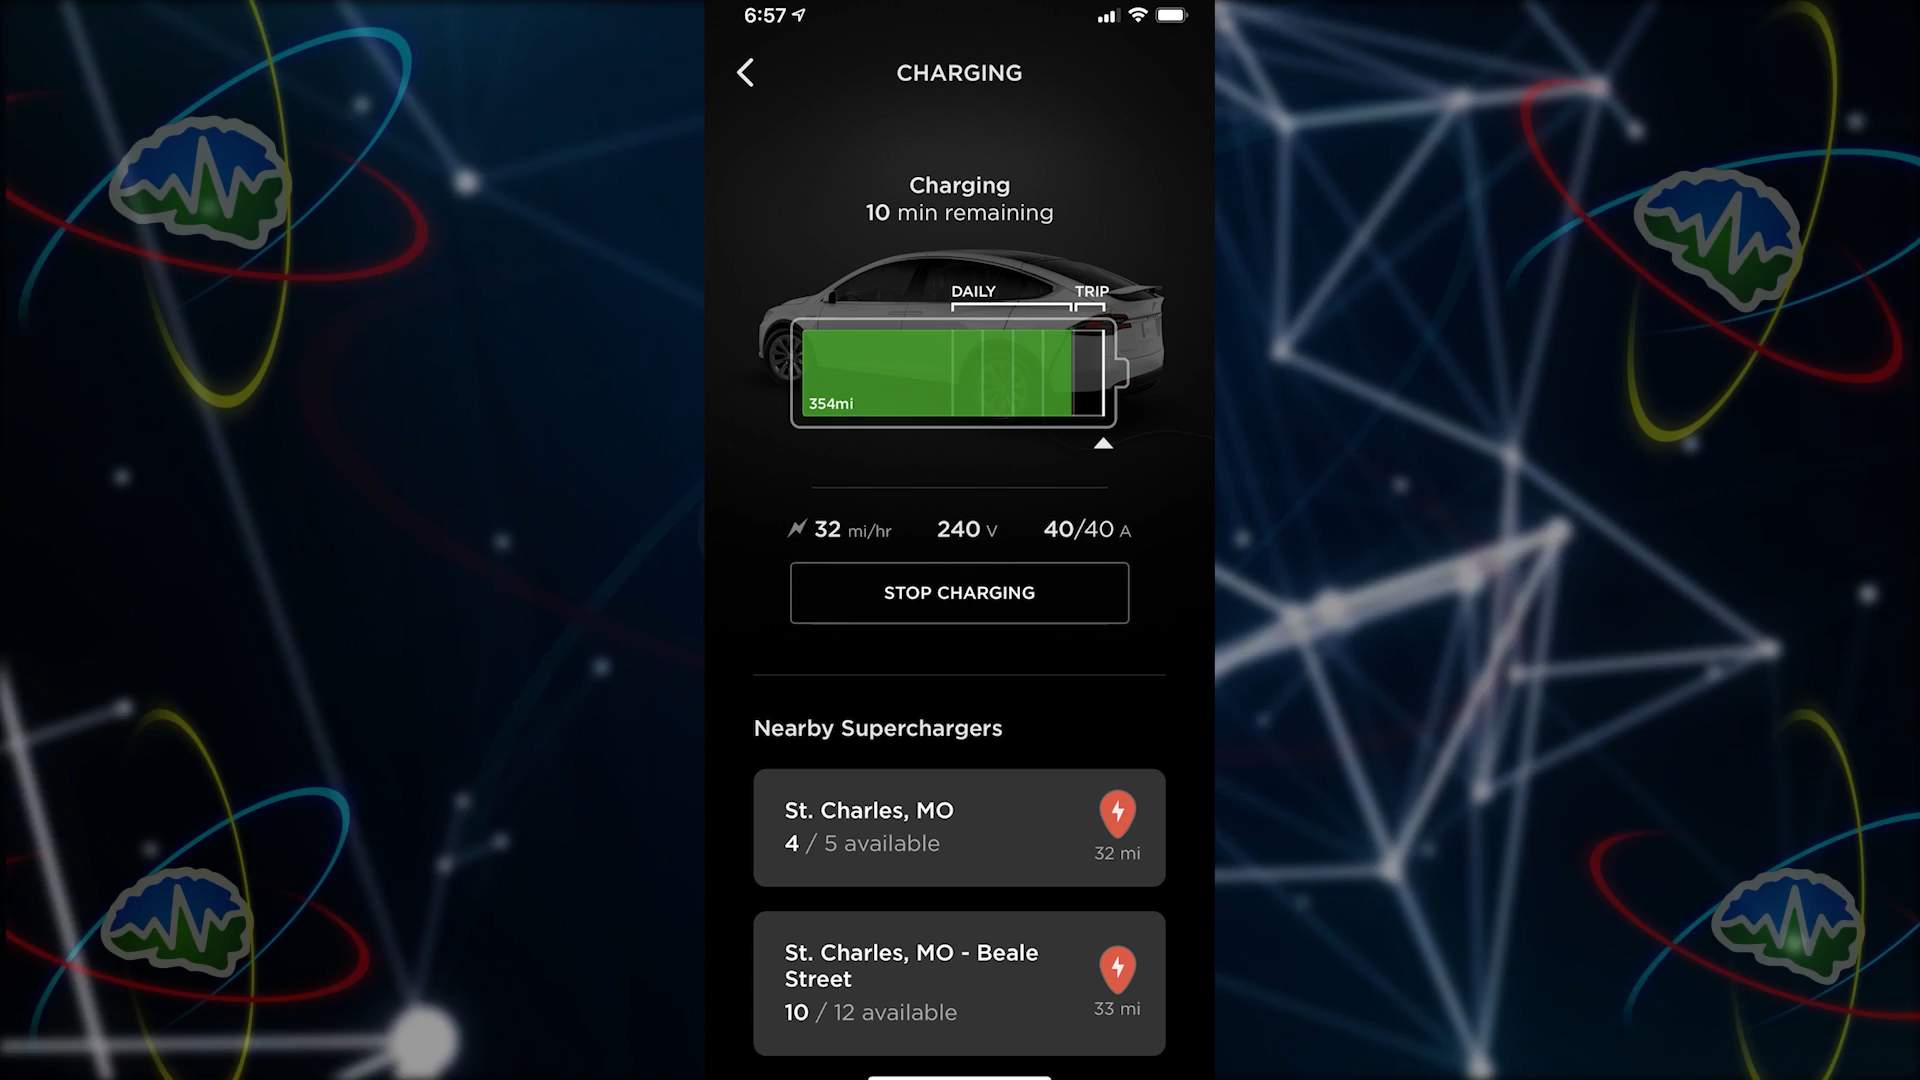 6:57
CHARGING
Charging
10 min remaining
DAILY TRIP
354mi
32 mi/hr 240 V 40/40 A
STOP CHARGING
Nearby Superchargers
St. Charles, MO
4 / 5 available
32 mi
St. Charles, MO - Beale
Street
10 / 12 available
33 mi